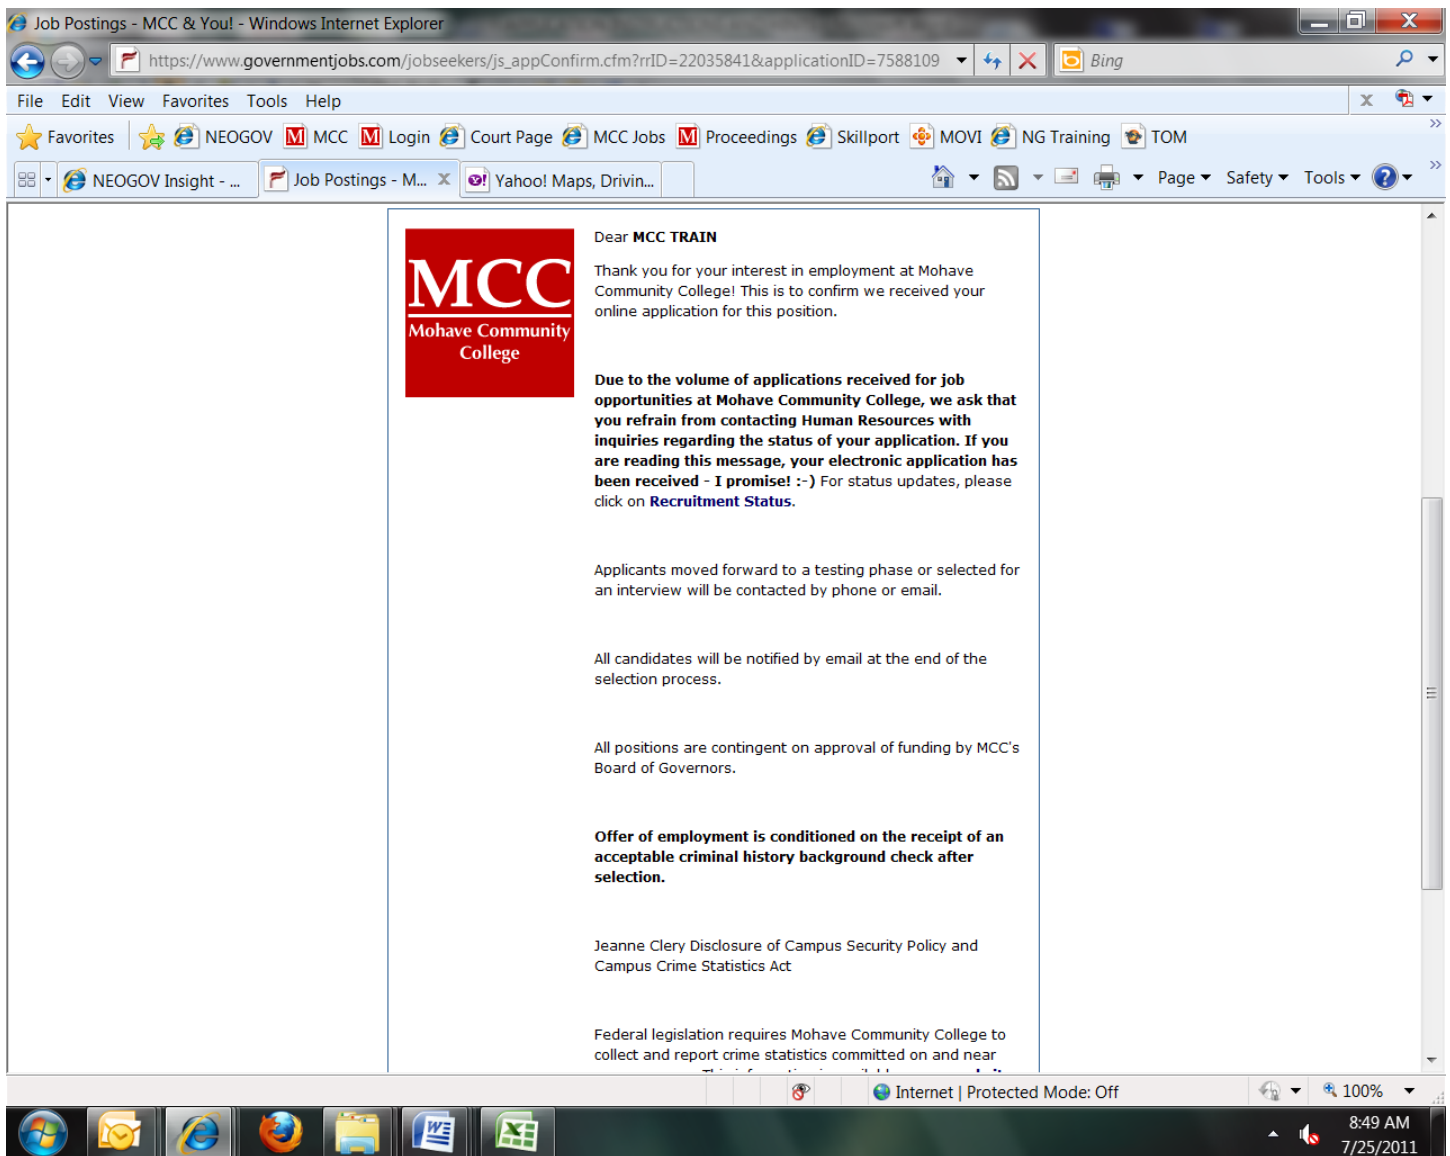 Job Postings - MCC & You! - Windows Internet Explorer
https://www.governmentjobs.com/jobseekers/js_appConfirm.cfm?rrID=22035841&applicationID=7588109
Bing
File Edit View Favorites Tools Help
Favorites NEOGOV MCC Login Court Page MCC Jobs Proceedings Skillport MOVI NG Training TOM
NEOGOV Insight - ... Job Postings - M... Yahoo! Maps, Drivin... Page Safety Tools
MCC
Mohave Community
College
Dear MCC TRAIN
Thank you for your interest in employment at Mohave
Community College! This is to confirm we received your
online application for this position.
Due to the volume of applications received for job
opportunities at Mohave Community College, we ask that
you refrain from contacting Human Resources with
inquiries regarding the status of your application. If you
are reading this message, your electronic application has
been received - I promise! :-) For status updates, please
click on Recruitment Status.
Applicants moved forward to a testing phase or selected for
an interview will be contacted by phone or email.
All candidates will be notified by email at the end of the
selection process.
All positions are contingent on approval of funding by MCC's
Board of Governors.
Offer of employment is conditioned on the receipt of an
acceptable criminal history background check after
selection.
Jeanne Clery Disclosure of Campus Security Policy and
Campus Crime Statistics Act
Federal legislation requires Mohave Community College to
collect and report crime statistics committed on and near
Internet | Protected Mode: Off 100%
8:49 AM
7/25/2011